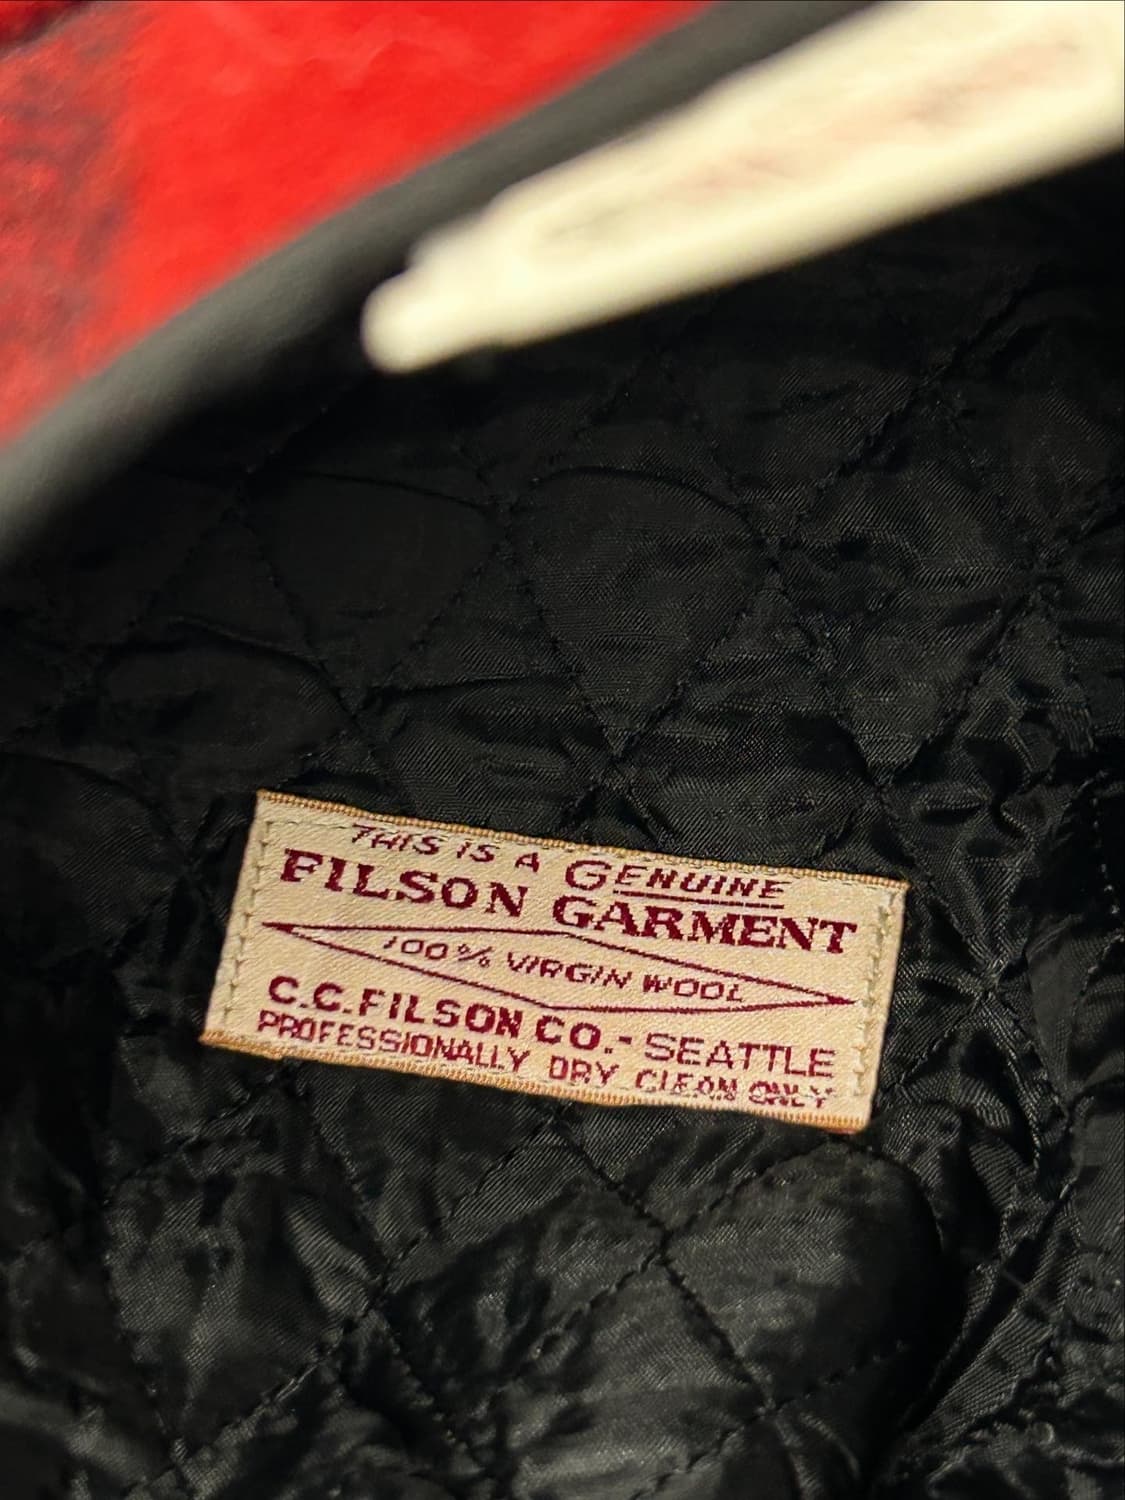 THIS IS A GENUINE
FILSON GARMENT
100% VIRGIN WOOL
C.C.FILSON CO.- SEATTLE
PROFESSIONALLY DRY CLEAN ONLY